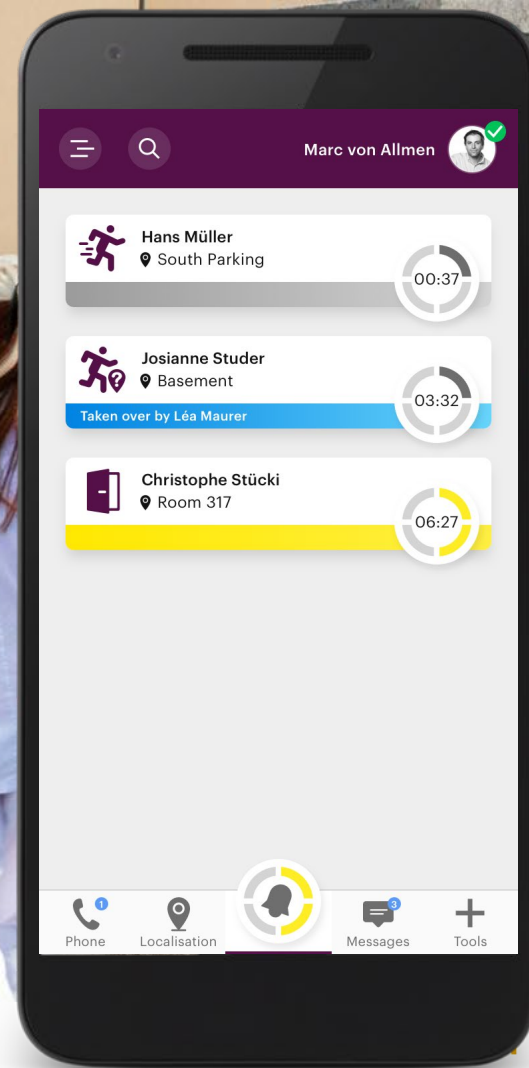 Marc von Allmen
Hans Müller
South Parking
00:37
Josianne Studer
Basement
03:32
Taken over by Léa Maurer
Christophe Stücki
Room 317
06:27
1
3
Phone
Localisation
Messages
Tools